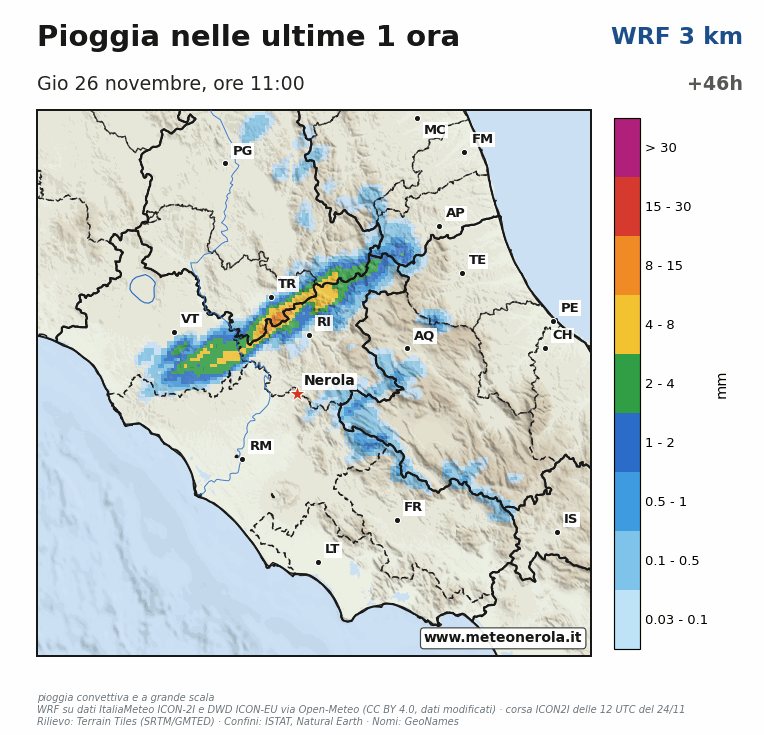 Pioggia nelle ultime 1 ora
WRF 3 km
Gio 26 novembre, ore 11:00
+46h
MC
FM
PG
AP
TE
TR
PE
VT
RI
CH
AQ
Nerola
RM
FR
IS
LT
www.meteonerola.it
> 30
15 - 30
8 - 15
4 - 8
2 - 4
1 - 2
0.5 - 1
0.1 - 0.5
0.03 - 0.1
mm
pioggia convettiva e a grande scala
WRF su dati ItaliaMeteo ICON-2I e DWD ICON-EU via Open-Meteo (CC BY 4.0, dati modificati) · corsa ICON2I delle 12 UTC del 24/11
Rilievo: Terrain Tiles (SRTM/GMTED) · Confini: ISTAT, Natural Earth · Nomi: GeoNames